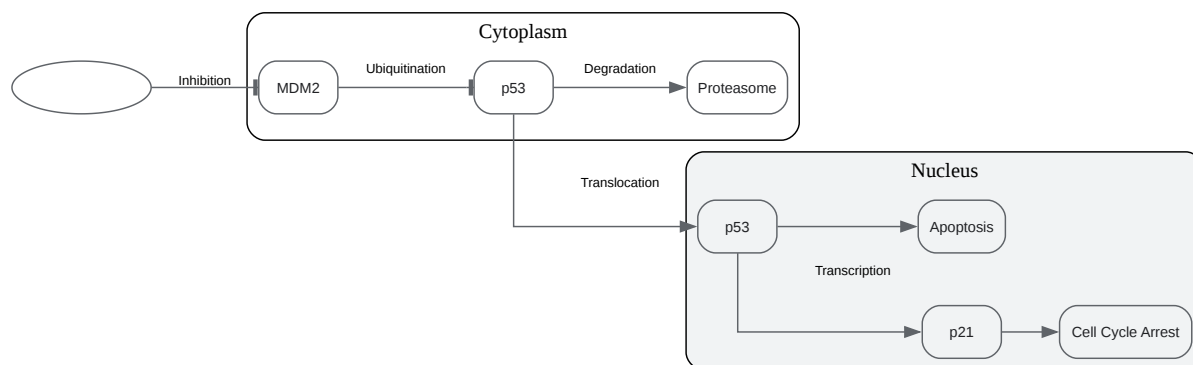 Cytoplasm
Inhibition
MDM2
Ubiquitination
p53
Degradation
Proteasome
Translocation
Nucleus
p53
Apoptosis
Transcription
p21
Cell Cycle Arrest